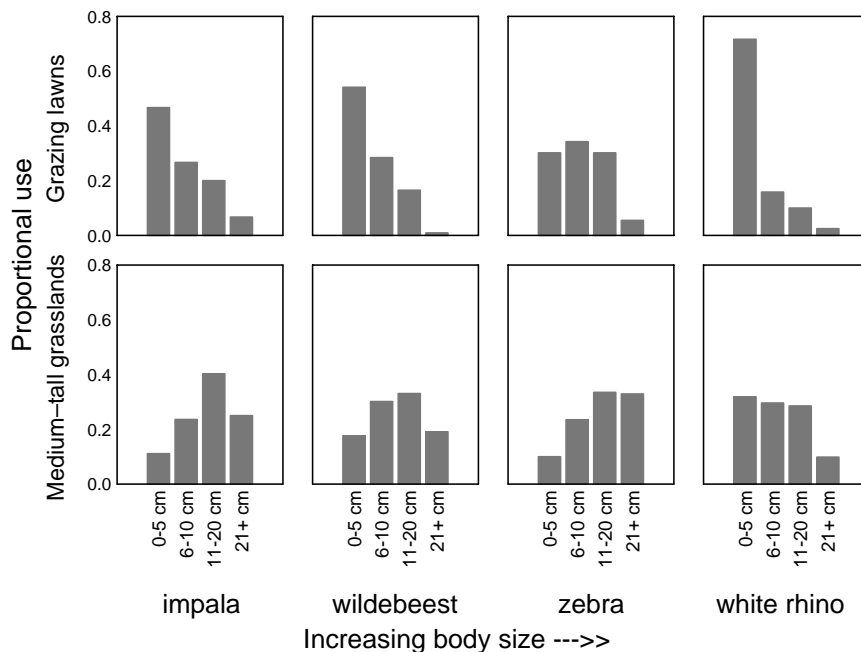 Proportional use
Grazing lawns
0.8
0.6
0.4
0.2
0.0
Medium–tall grasslands
0.8
0.6
0.4
0.2
0.0
0-5 cm
6-10 cm
11-20 cm
21+ cm
0-5 cm
6-10 cm
11-20 cm
21+ cm
0-5 cm
6-10 cm
11-20 cm
21+ cm
0-5 cm
6-10 cm
11-20 cm
21+ cm
impala wildebeest zebra white rhino
Increasing body size --->>